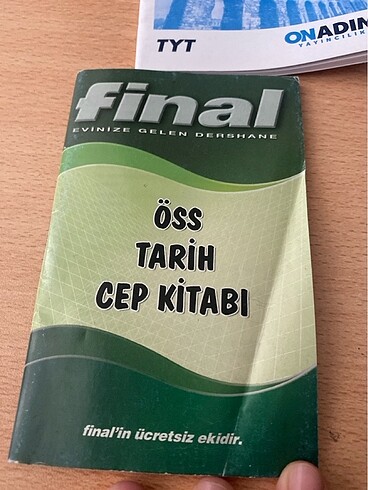 TYT
ONADIM
YAYINCILIK
final
EVİNİZE GELEN DERSHANE
ÖSS
TARİH
CEP KİTABI
final'in ücretsiz ekidir.